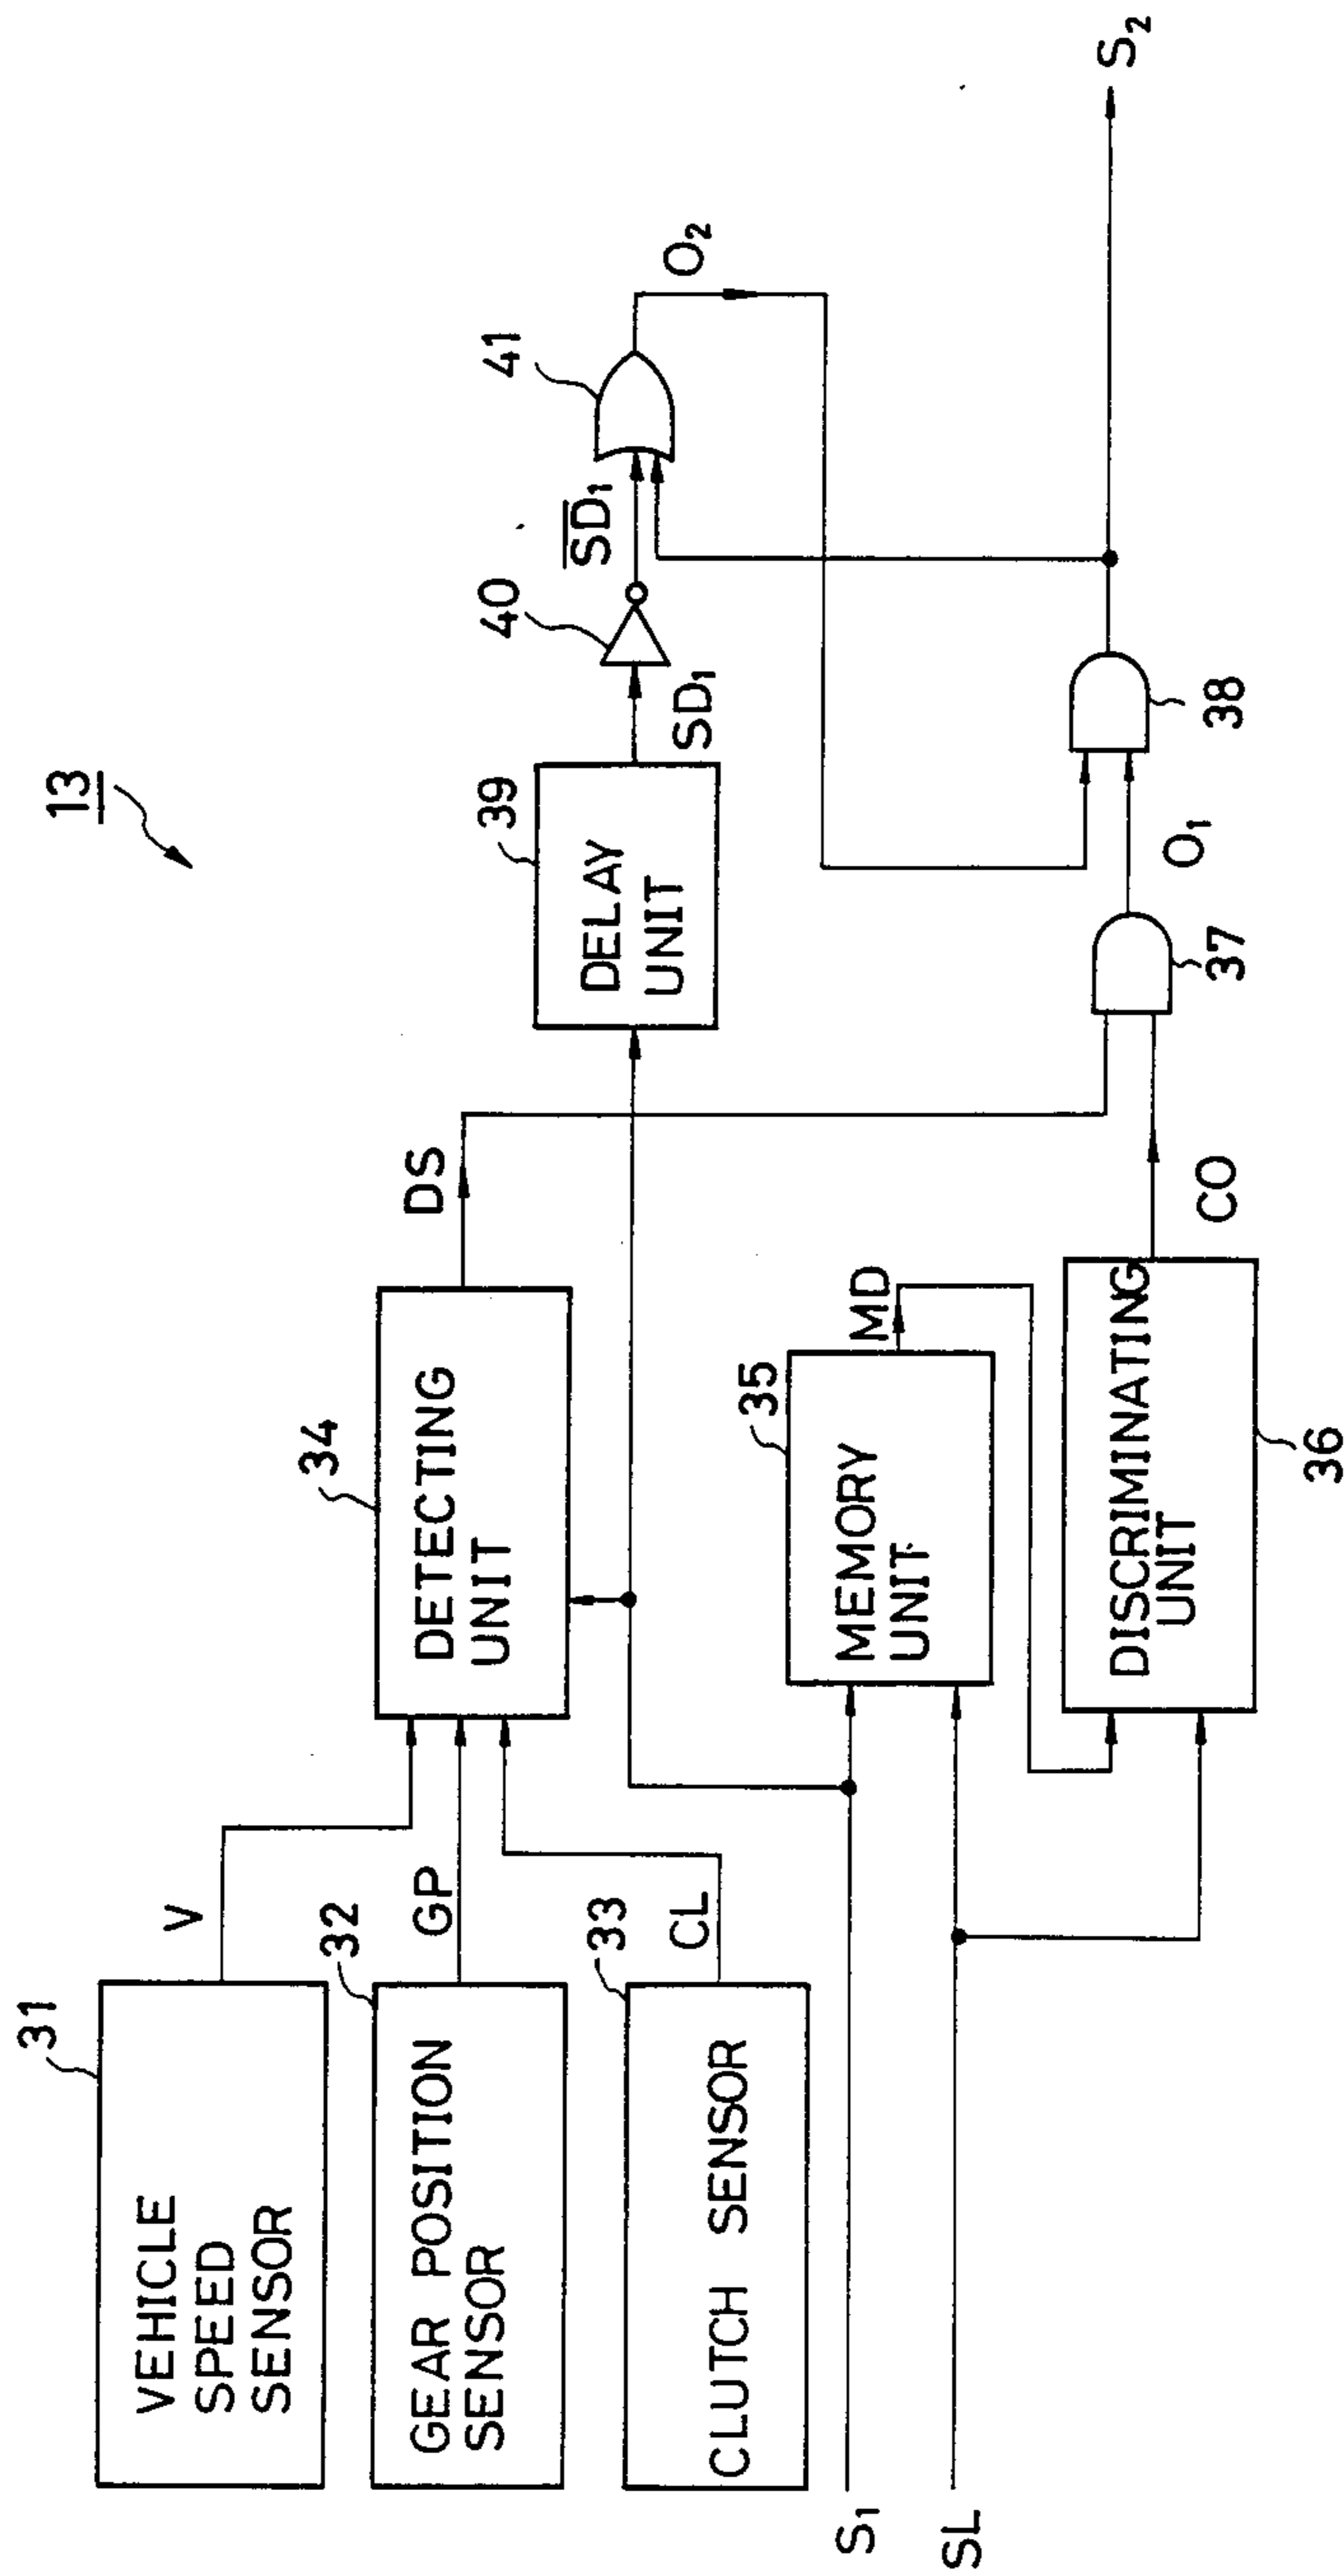 13
31
VEHICLE
SPEED
SENSOR
V
32
GEAR POSITION
SENSOR
GP
33
CLUTCH SENSOR
CL
S1
SL
34
DETECTING
UNIT
DS
35
MEMORY
UNIT
MD
DISCRIMINATING
UNIT
36
CO
39
DELAY
UNIT
SD1
40
S̅D̅1
41
O2
37
O1
38
S2